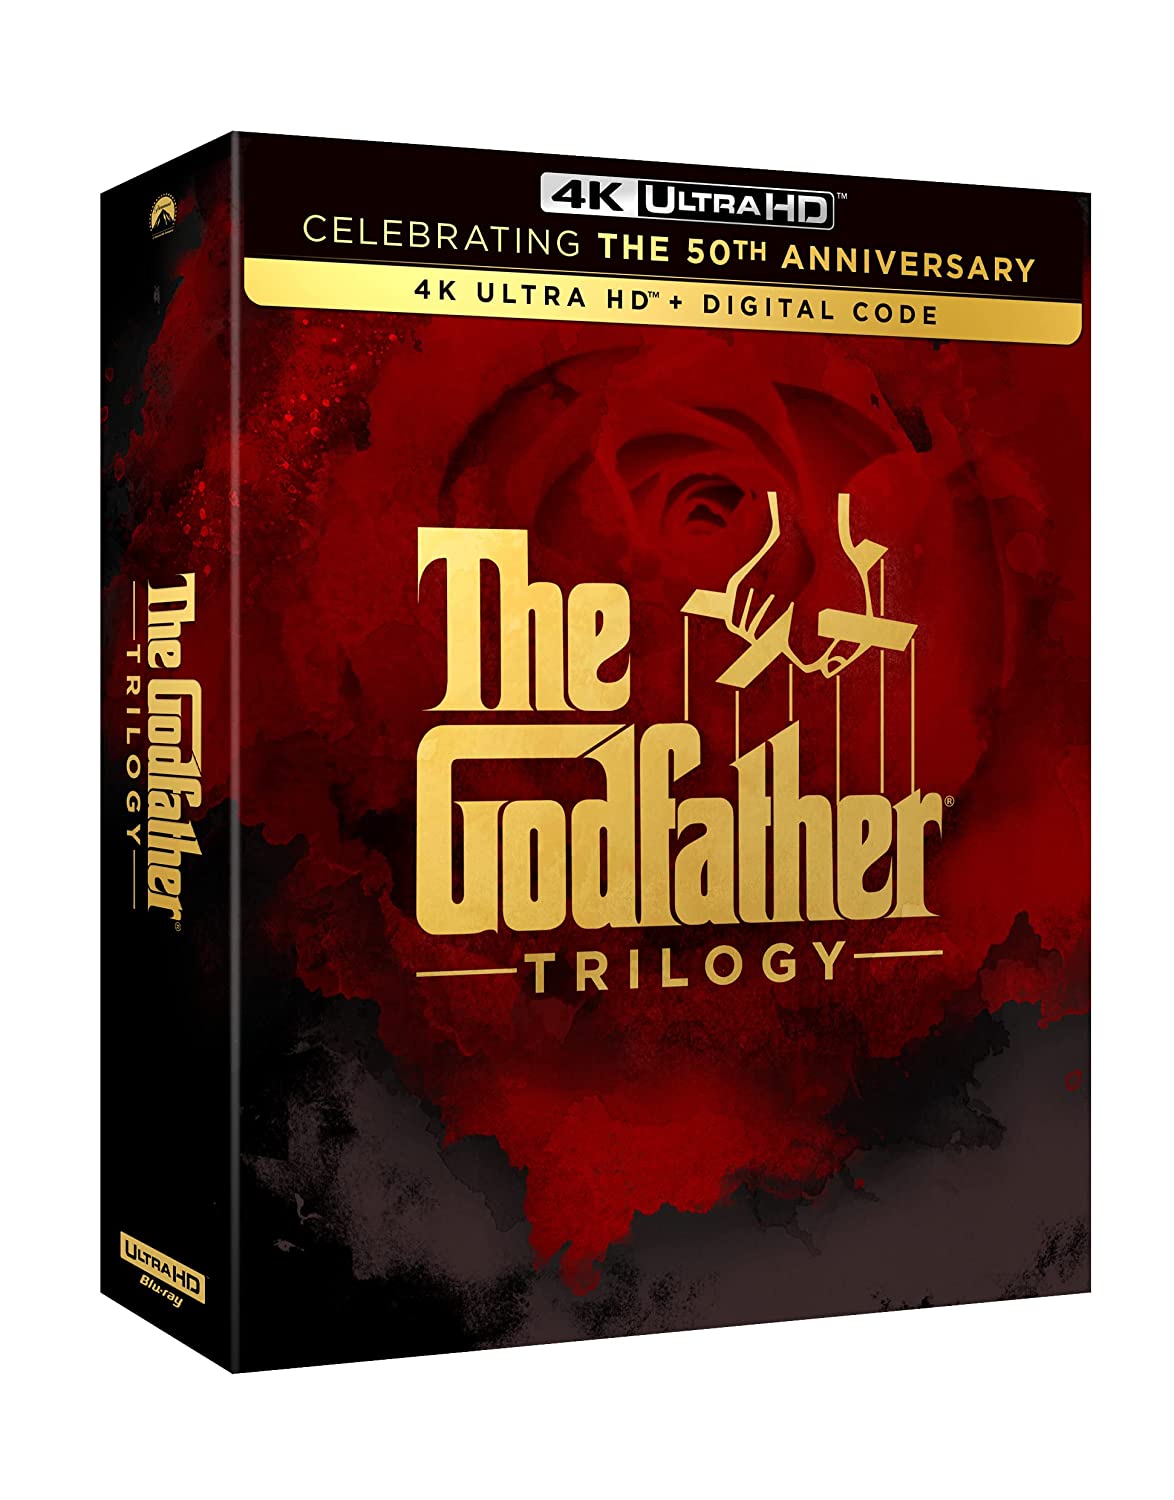 4K ULTRA HD™
CELEBRATING THE 50TH ANNIVERSARY
4K ULTRA HD™ + DIGITAL CODE
The
Godfather®
TRILOGY
The Godfather®
TRILOGY
ULTRA HD
Blu-ray